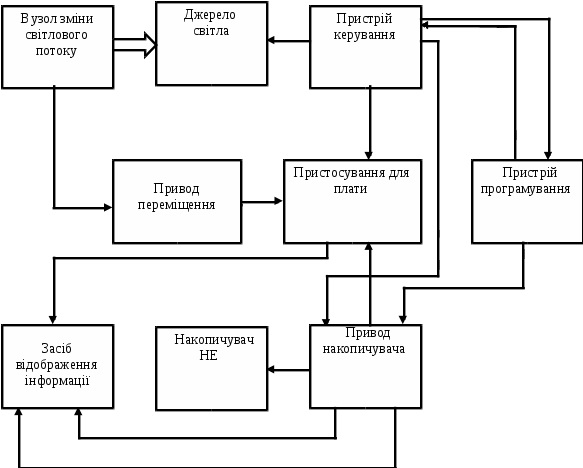 В узол зміни
світлового
потоку
Джерело
світла
Пристрій
керування
Привод
переміщення
Пристосування для
плати
Пристрій
програмування
Засіб
відображення
інформації
Накопичувач
НЕ
Привод
накопичувача